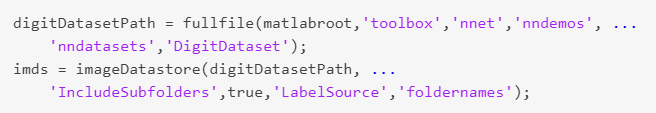 digitDatasetPath = fullfile(matlabroot,'toolbox','nnet','nndemos', ...
    'nndatasets','DigitDataset');
imds = imageDatastore(digitDatasetPath, ...
    'IncludeSubfolders',true,'LabelSource','foldernames');